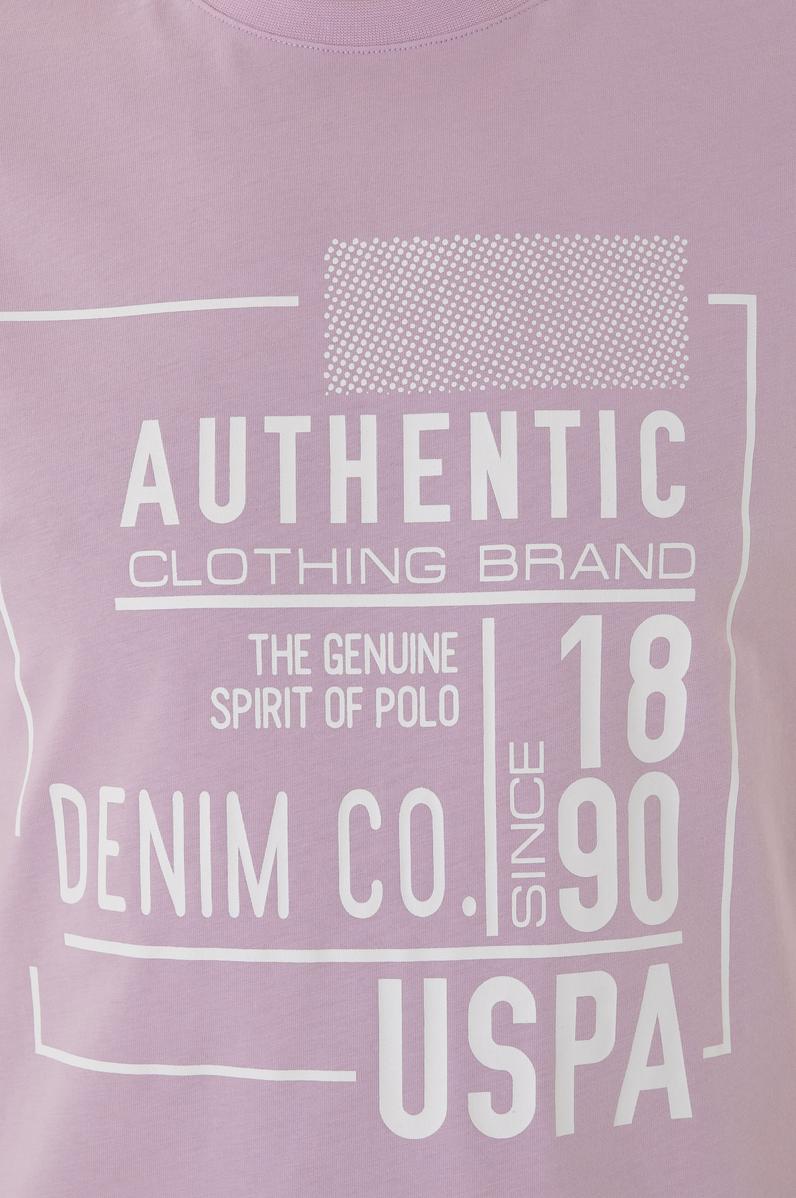 AUTHENTIC
CLOTHING BRAND
THE GENUINE
SPIRIT OF POLO
DENIM CO.
SINCE
18
90
USPA